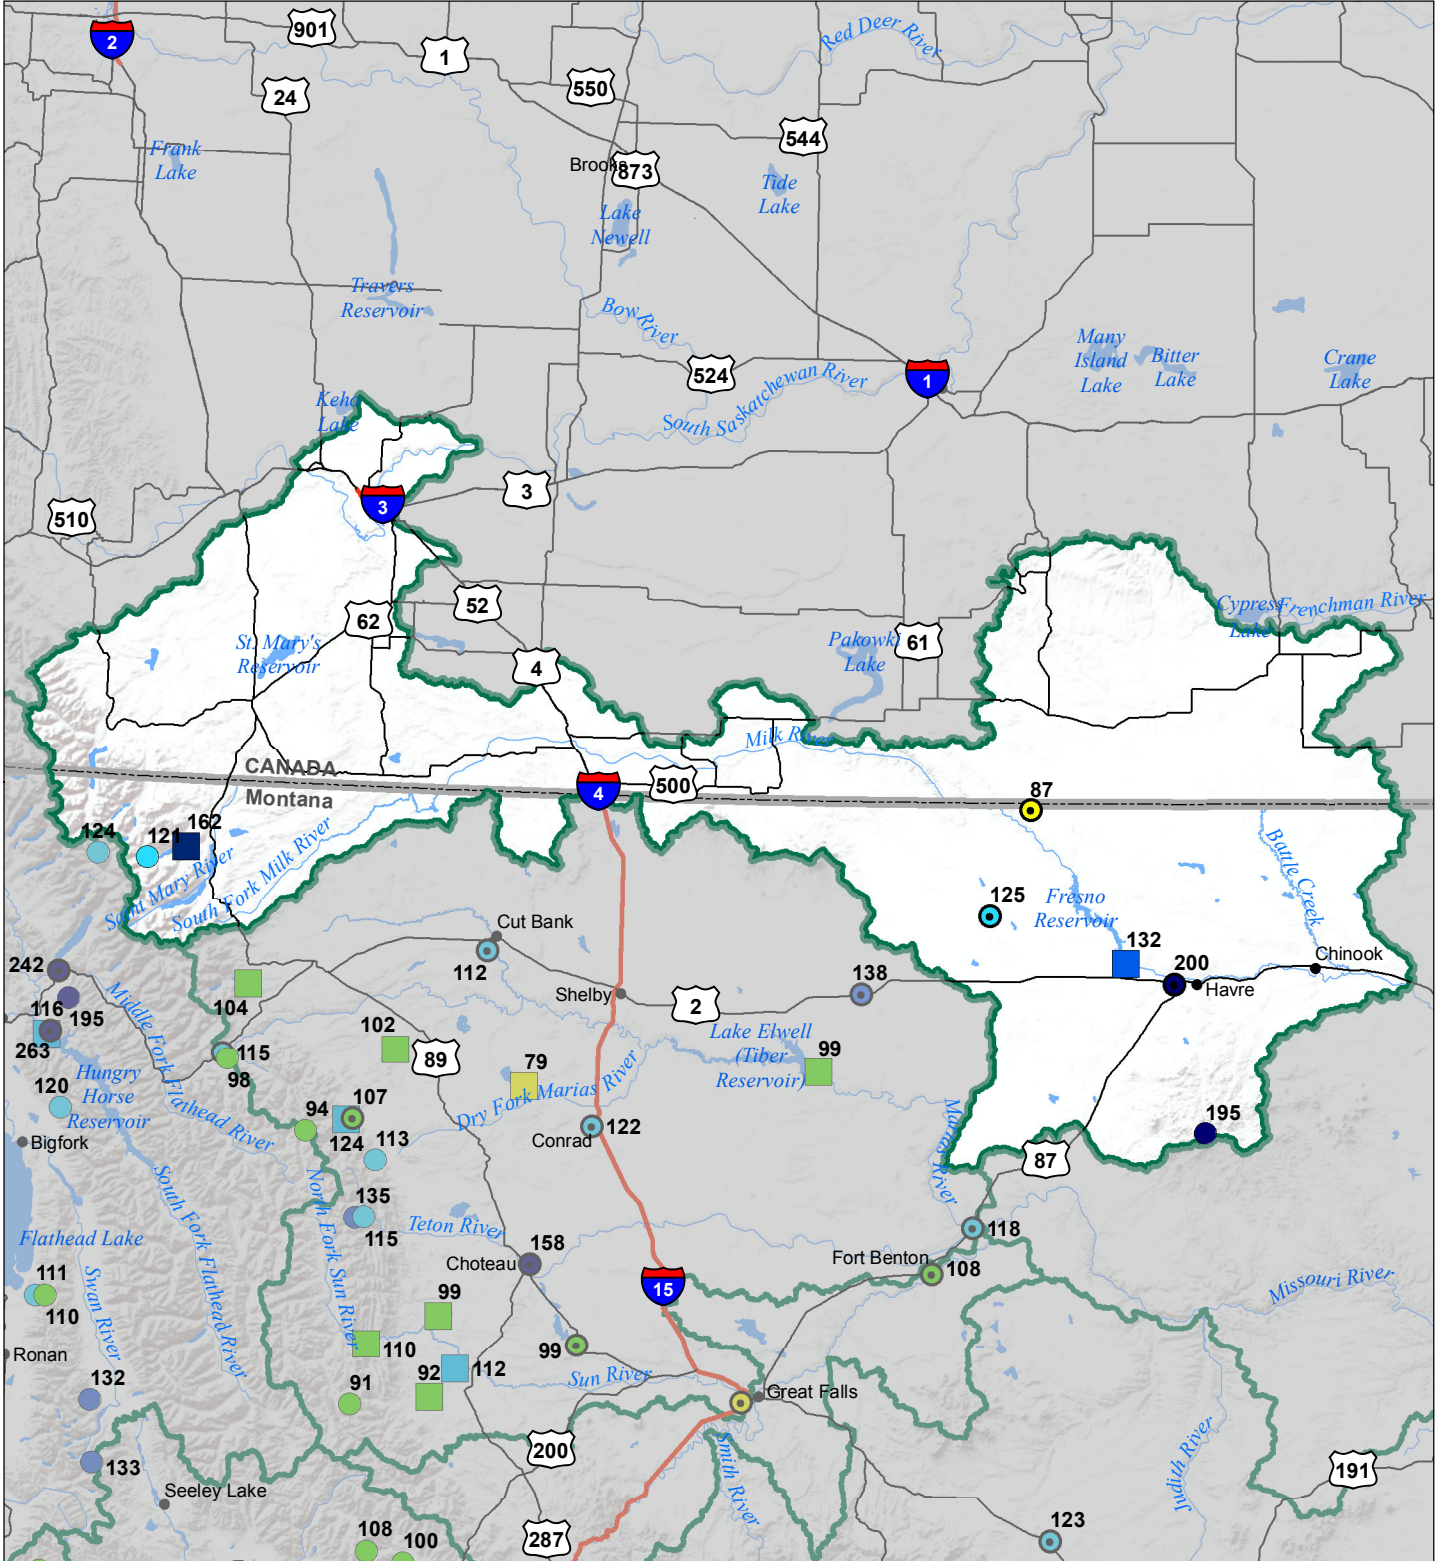 2
901
1
24
550
544
Red Deer River
Frank
Lake
Brooks
873
Tide
Lake
Lake
Newell
Travers
Reservoir
Bow River
524
1
South Saskatchewan River
Many
Island
Lake
Bitter
Lake
Crane
Lake
Keho
Lake
3
3
510
62
52
4
61
St. Mary's
Reservoir
Pakowki
Lake
Cypress
Lake
Frenchman River
Milk River
CANADA
Montana
4
500
87
124
121
162
Saint Mary River
South Fork Milk River
125
Fresno
Reservoir
Battle Creek
132
200
Havre
Chinook
Cut Bank
112
Shelby
2
138
242
195
116
263
104
Middle Fork Flathead River
115
98
102
89
79
Dry Fork Marias River
Lake Elwell
(Tiber
Reservoir)
99
Marias River
Hungry
Horse
Reservoir
120
Bigfork
94
107
124
113
Conrad
122
87
195
South Fork Flathead River
North Fork Sun River
135
115
Teton River
Flathead Lake
Swan River
Choteau
158
118
Fort Benton
108
Missouri River
15
111
110
99
110
99
Ronan
92
112
Sun River
91
132
Great Falls
200
Smith River
Judith River
191
133
Seeley Lake
287
108
100
123